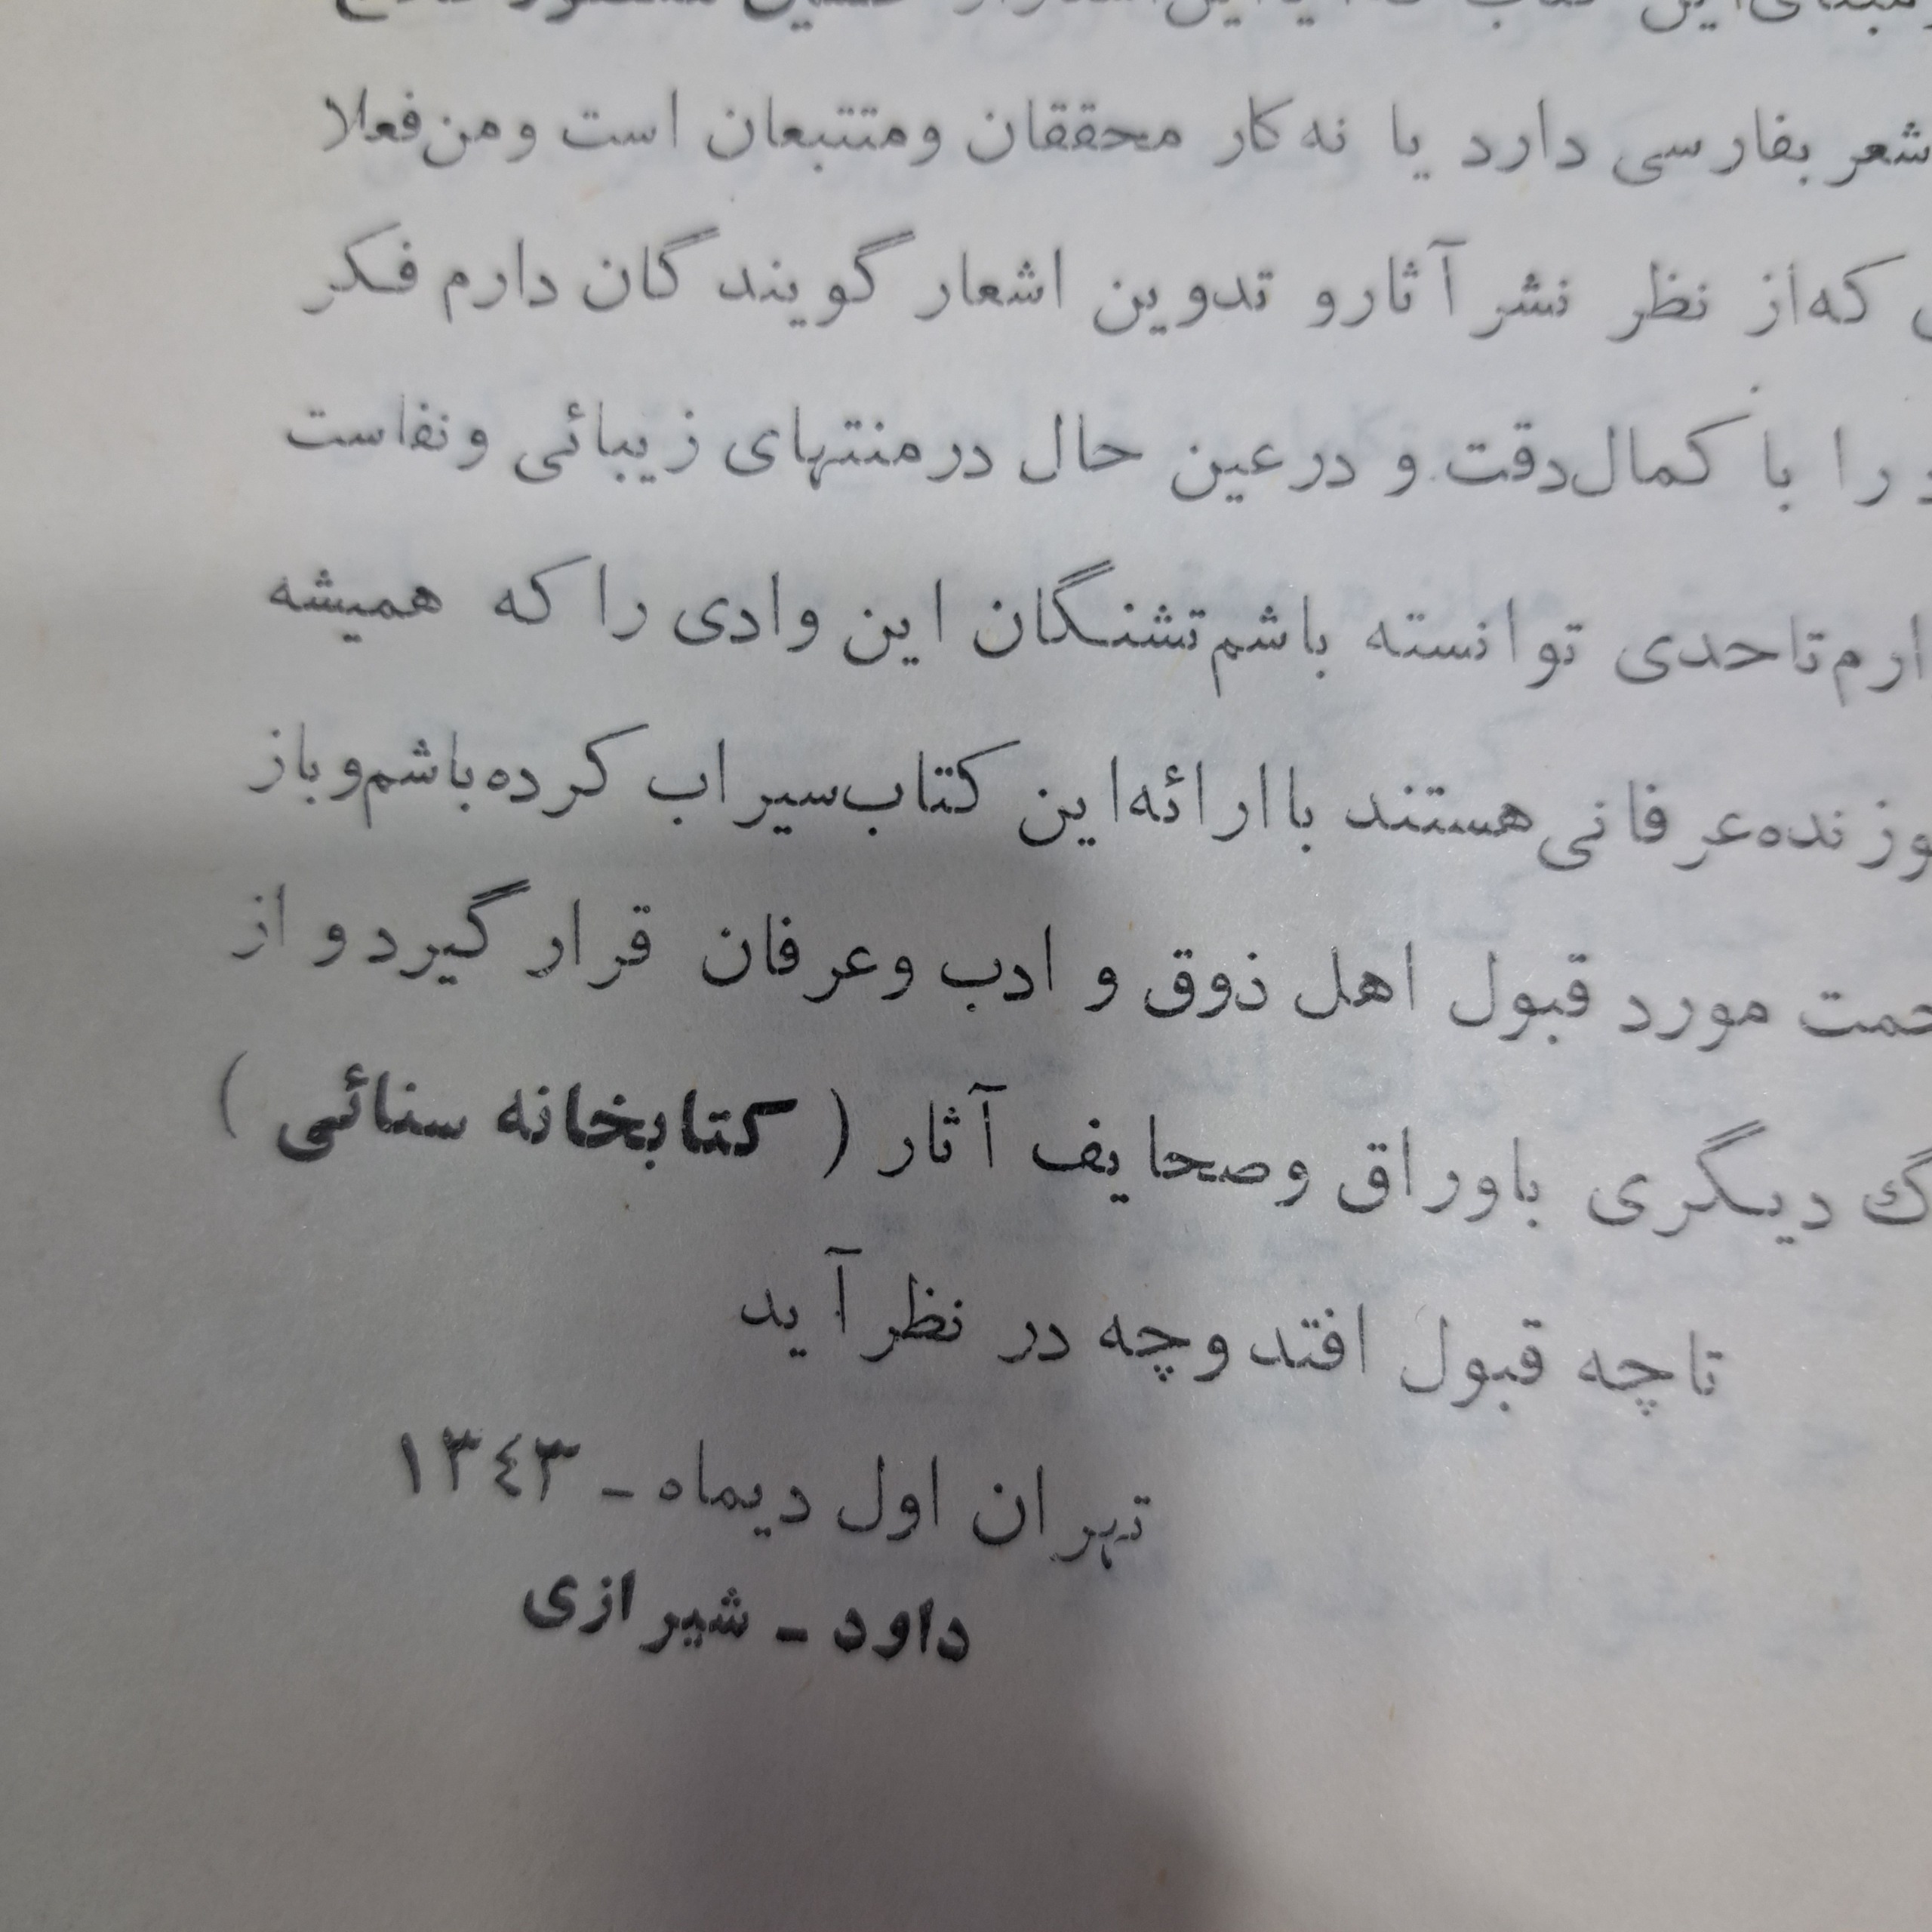 شعر بفارسی دارد یا نه کار محققان ومتتبعان است ومن فعلا
که از نظر نشر آثارو تدوین اشعار گویندگان دارم فکر
را با کمال دقت و درعین حال درمنتهای زیبائی ونفاست
تاحدی توانسته باشم تشنگان این وادی را که همیشه
عرفانی هستند باارائه این کتاب سیراب کرده باشم وباز
مورد قبول اهل ذوق و ادب وعرفان قرار گیرد و از
دیگری باوراق وصحایف آثار ( کتابخانه سنائی )
تاچه قبول افتد وچه در نظر آید
تهران اول دیماه ـ ۱۳٤۳
داود ـ شیرازی